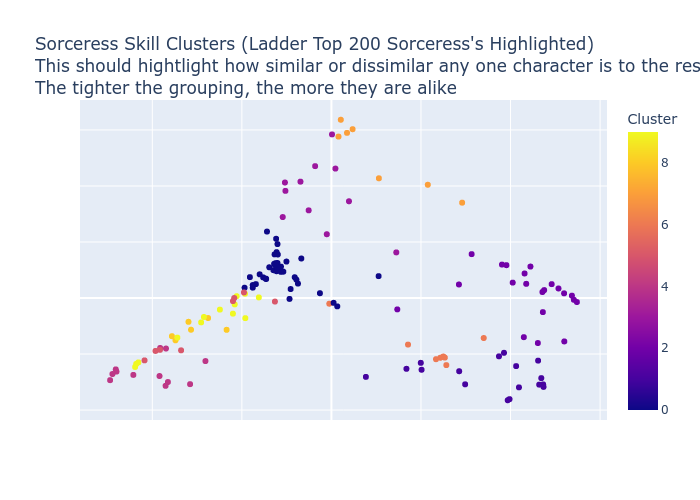 Sorceress Skill Clusters (Ladder Top 200 Sorceress's Highlighted)
This should hightlight how similar or dissimilar any one character is to the res
The tighter the grouping, the more they are alike
Cluster
8
6
4
2
0